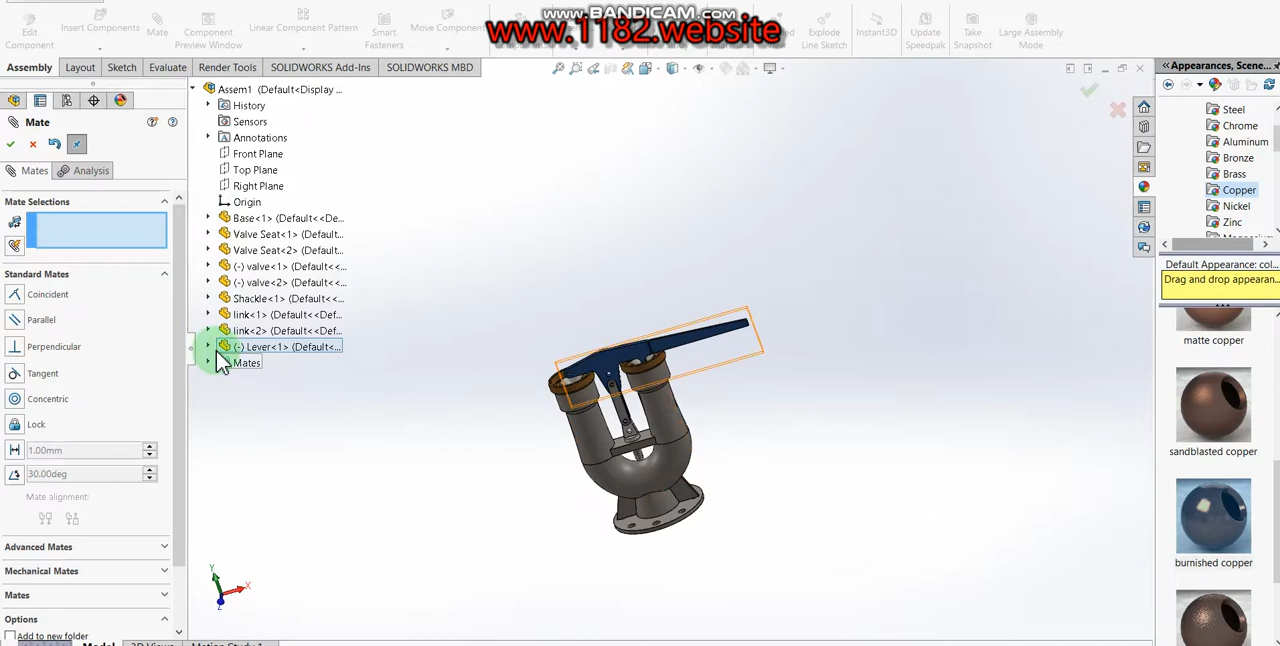 www.BANDICAM.com
www.1182.website
Edit
Component
Insert Components
Mate
Component
Preview Window
Linear Component Pattern
Smart
Fasteners
Move Component
Explode
Line Sketch
Instant3D
Update
Speedpak
Take
Snapshot
Large Assembly
Mode
Assembly
Layout
Sketch
Evaluate
Render Tools
SOLIDWORKS Add-Ins
SOLIDWORKS MBD
Mate
Mates
Analysis
Mate Selections
Standard Mates
Coincident
Parallel
Perpendicular
Tangent
Concentric
Lock
1.00mm
30.00deg
Mate alignment:
Advanced Mates
Mechanical Mates
Mates
Options
Add to new folder
Assem1 (Default<Display ...
History
Sensors
Annotations
Front Plane
Top Plane
Right Plane
Origin
Base<1> (Default<<De...
Valve Seat<1> (Default...
Valve Seat<2> (Default...
(-) valve<1> (Default<<...
(-) valve<2> (Default<<...
Shackle<1> (Default<<...
link<1> (Default<<Def...
link<2> (Default<<Def...
(-) Lever<1> (Default<...
Mates
Y
X
Z
Model
3D Views
Motion Study 1
Appearances, Scene...
Steel
Chrome
Aluminum
Bronze
Brass
Copper
Nickel
Zinc
Default Appearance: col...
Drag and drop appearan...
matte copper
sandblasted copper
burnished copper